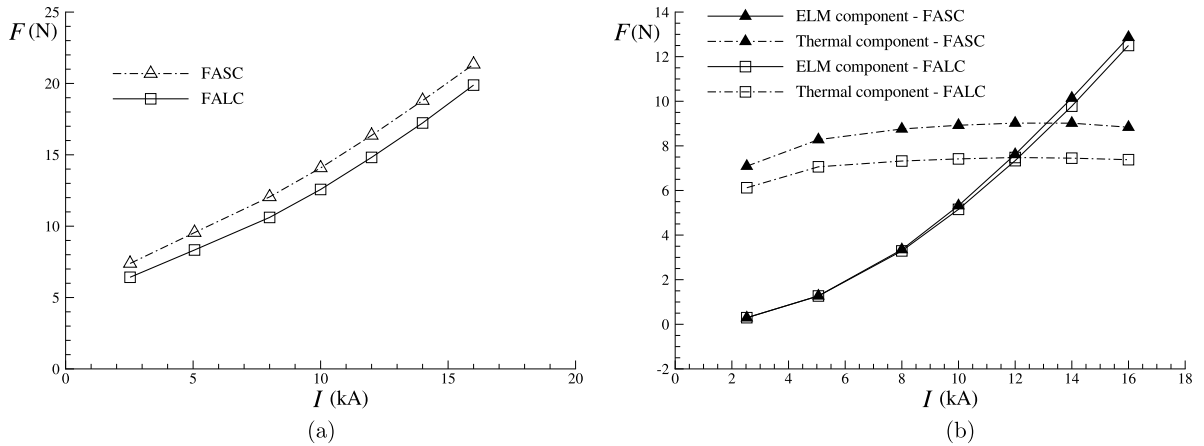 F(N)
25
20
15
10
5
0
0 5 10 15 20
I (kA)
FASC
FALC
(a)
F(N)
14
12
10
8
6
4
2
0
-2
0 2 4 6 8 10 12 14 16 18
I (kA)
ELM component - FASC
Thermal component - FASC
ELM component - FALC
Thermal component - FALC
(b)